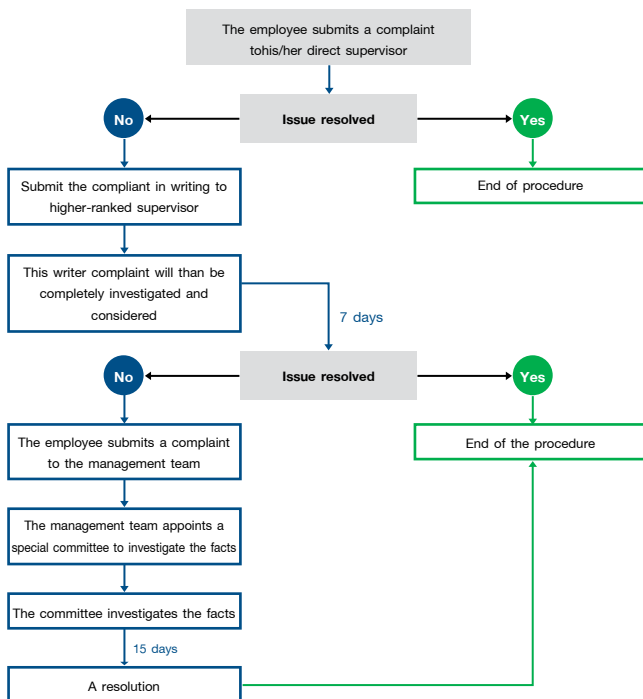 The employee submits a complaint
tohis/her direct supervisor
No
Issue resolved
Yes
Submit the compliant in writing to
higher-ranked supervisor
End of procedure
This writer complaint will than be
completely investigated and
considered
7 days
No
Issue resolved
Yes
The employee submits a complaint
to the management team
End of the procedure
The management team appoints a
special committee to investigate the facts
The committee investigates the facts
15 days
A resolution